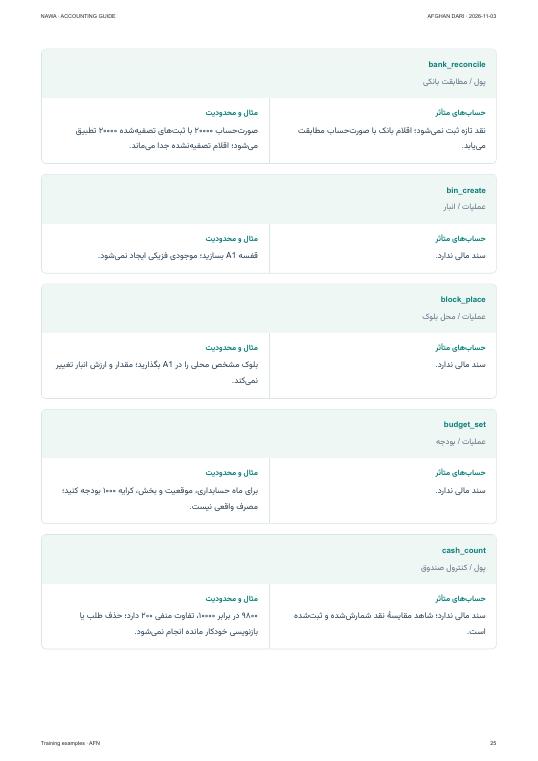 NAWA · ACCOUNTING GUIDE
AFGHAN DARI · 2026-11-03
bank_reconcile
پول / مطابقت بانکی
حساب‌های متأثر
نقد تازه ثبت نمی‌شود؛ اقلام بانک با صورت‌حساب مطابقت
می‌یابد.
مثال و محدودیت
صورت‌حساب ۲۰۰۰۰ با ثبت‌های تصفیه‌شده ۲۰۰۰۰ تطبیق
می‌شود؛ اقلام تصفیه‌نشده جدا می‌ماند.
bin_create
عملیات / انبار
حساب‌های متأثر
سند مالی ندارد.
مثال و محدودیت
قفسه A1 بسازید؛ موجودی فزیکی ایجاد نمی‌شود.
block_place
عملیات / محل بلوک
حساب‌های متأثر
سند مالی ندارد.
مثال و محدودیت
بلوک مشخص محلی را در A1 بگذارید؛ مقدار و ارزش انبار تغییر
نمی‌کند.
budget_set
عملیات / بودجه
حساب‌های متأثر
سند مالی ندارد.
مثال و محدودیت
برای ماه حسابداری، موقعیت و بخش، کرایه ۱۰۰۰ بودجه کنید؛
مصرف واقعی نیست.
cash_count
پول / کنترول صندوق
حساب‌های متأثر
سند مالی ندارد؛ شاهد مقایسهٔ نقد شمارش‌شده و ثبت‌شده
است.
مثال و محدودیت
۹۸۰۰ در برابر ۱۰۰۰۰، تفاوت منفی ۲۰۰ دارد؛ حذف طلب یا
بازنویسی خودکار مانده انجام نمی‌شود.
Training examples · AFN
25